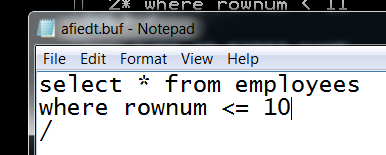 2* where rownum < 11
afiedt.buf - Notepad
File Edit Format View Help
select * from employees
where rownum <= 10
/